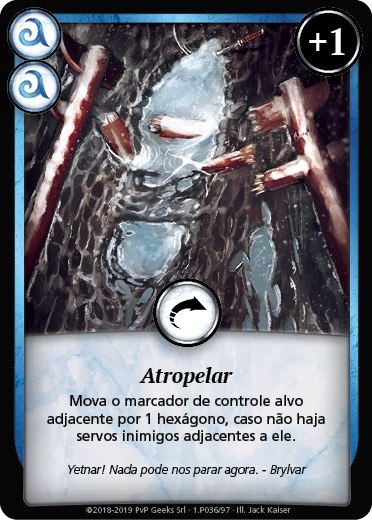 +1
Atropelar
Mova o marcador de controle alvo
adjacente por 1 hexágono, caso não haja
servos inimigos adjacentes a ele.
Yetnar! Nada pode nos parar agora. - Brylvar
©2018-2019 PvP Geeks Srl · 1.P036/97 · Ill. Jack Kaiser